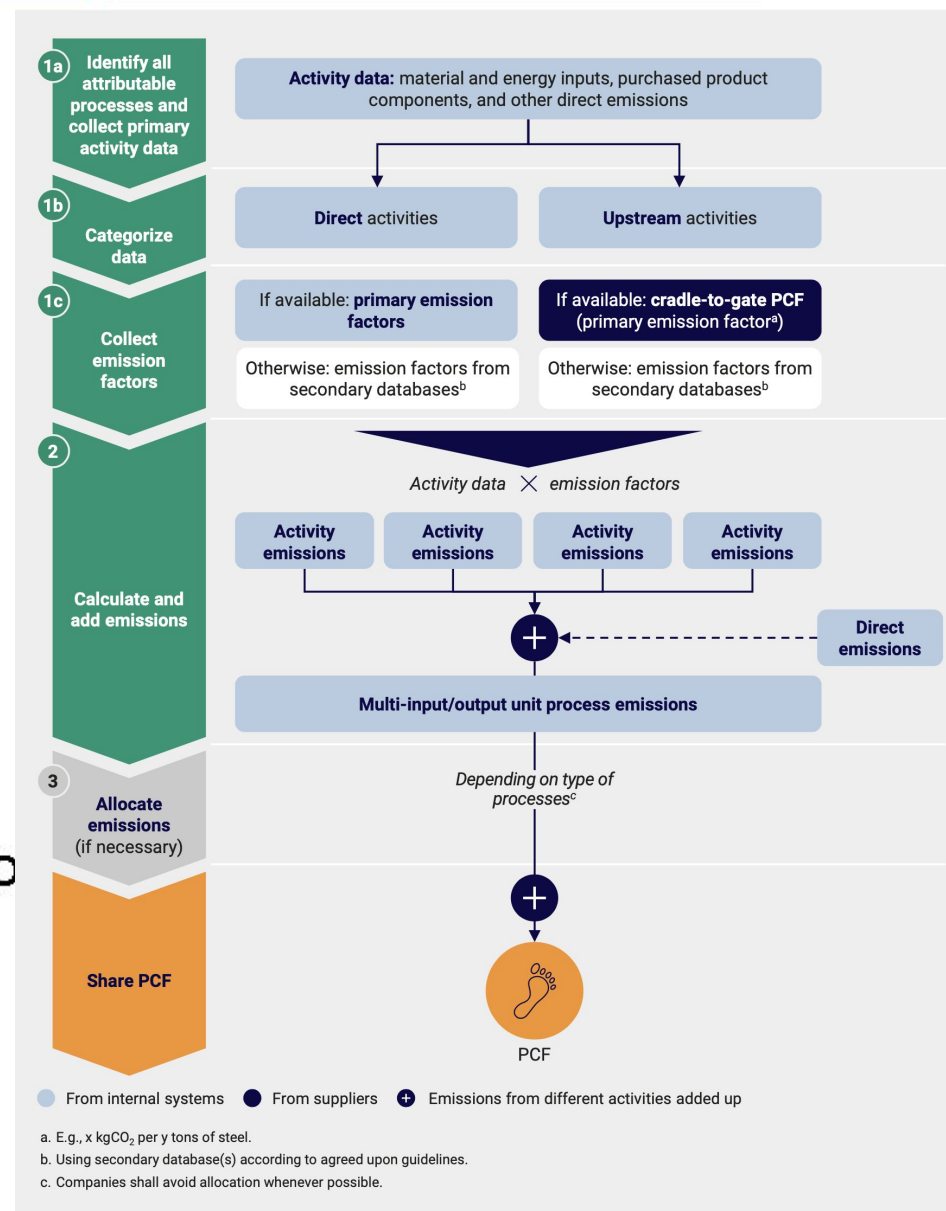 1a
Identify all
attributable
processes and
collect primary
activity data
Activity data: material and energy inputs, purchased product
components, and other direct emissions
1b
Categorize
data
Direct activities
Upstream activities
1c
Collect
emission
factors
If available: primary emission
factors
If available: cradle-to-gate PCF
(primary emission factorᵃ)
Otherwise: emission factors from
secondary databasesᵇ
Otherwise: emission factors from
secondary databasesᵇ
2
Calculate and
add emissions
Activity data × emission factors
Activity
emissions
Activity
emissions
Activity
emissions
Activity
emissions
+
Direct
emissions
Multi-input/output unit process emissions
3
Allocate
emissions
(if necessary)
Depending on type of
processesᶜ
+
Share PCF
PCF
From internal systems
From suppliers
+ Emissions from different activities added up
a. E.g., x kgCO₂ per y tons of steel.
b. Using secondary database(s) according to agreed upon guidelines.
c. Companies shall avoid allocation whenever possible.